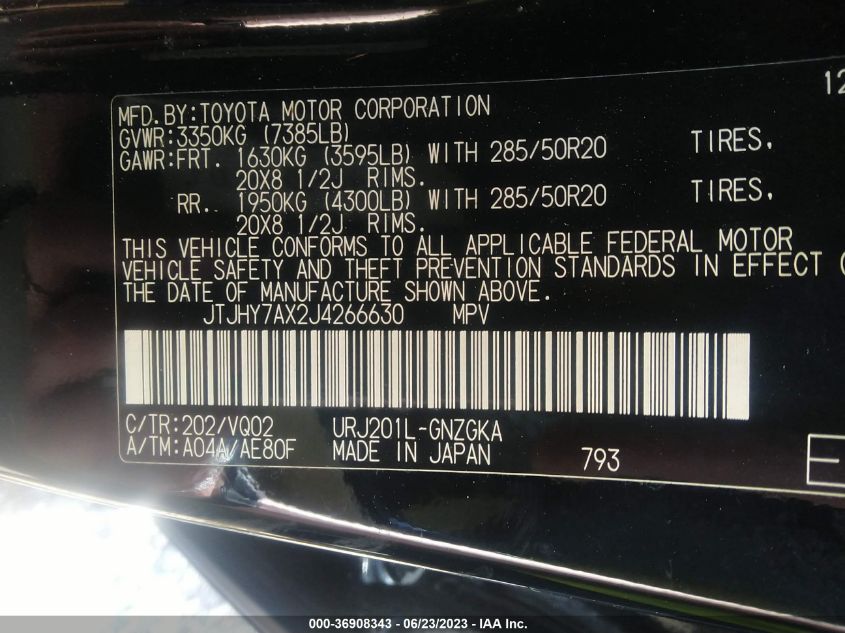 12
MFD.BY:TOYOTA MOTOR CORPORATION
GVWR:3350KG (7385LB)
GAWR:FRT. 1630KG (3595LB) WITH 285/50R20 TIRES,
20X8 1/2J RIMS.
RR. 1950KG (4300LB) WITH 285/50R20 TIRES,
20X8 1/2J RIMS.
THIS VEHICLE CONFORMS TO ALL APPLICABLE FEDERAL MOTOR
VEHICLE SAFETY AND THEFT PREVENTION STANDARDS IN EFFECT
THE DATE OF MANUFACTURE SHOWN ABOVE.
JTJHY7AX2J4266630 MPV
C/TR:202/VQ02 URJ201L-GNZGKA
A/TM:A04A/AE80F MADE IN JAPAN 793
000-36908343 - 06/23/2023 - IAA Inc.